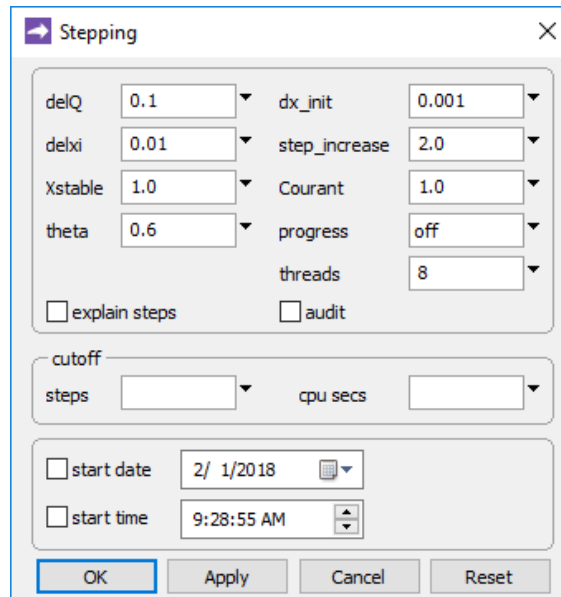 Stepping
delQ 0.1 dx_init 0.001
delxi 0.01 step_increase 2.0
Xstable 1.0 Courant 1.0
theta 0.6 progress off
threads 8
explain steps audit
cutoff
steps cpu secs
start date 2/ 1/2018
start time 9:28:55 AM
OK Apply Cancel Reset